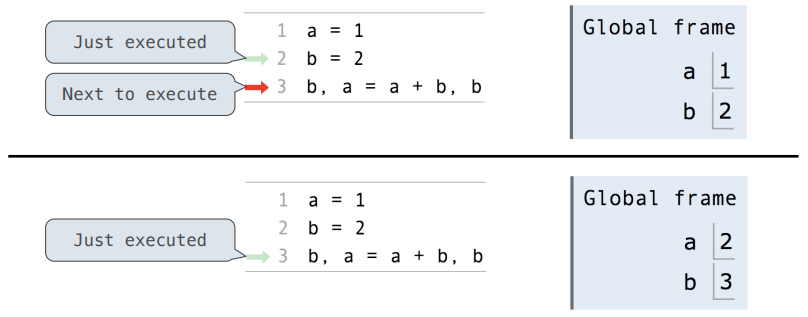 Just executed
Next to execute
1 a = 1
2 b = 2
3 b, a = a + b, b
Global frame
a 1
b 2
Just executed
1 a = 1
2 b = 2
3 b, a = a + b, b
Global frame
a 2
b 3